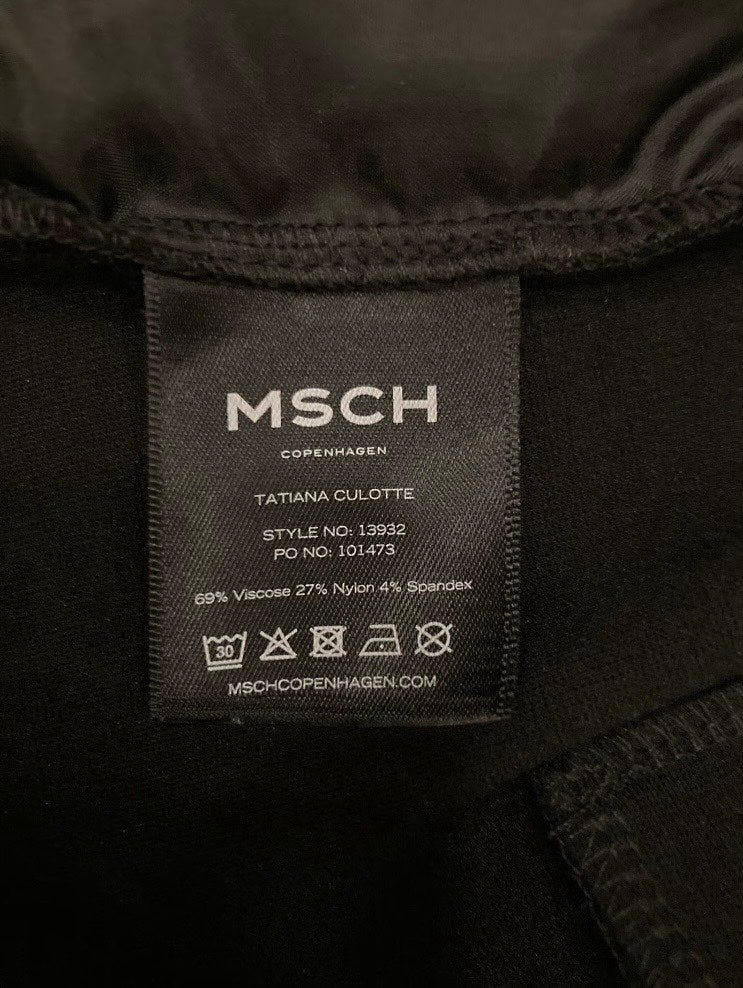 MSCH
COPENHAGEN
TATIANA CULOTTE
STYLE NO: 13932
PO NO: 101473
69% Viscose 27% Nylon 4% Spandex
30
MSCHCOPENHAGEN.COM